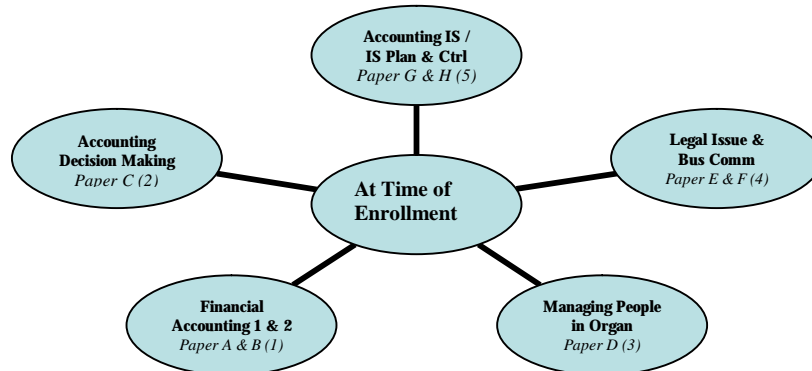 Accounting IS /
IS Plan & Ctrl
Paper G & H (5)
Accounting
Decision Making
Paper C (2)
Legal Issue &
Bus Comm
Paper E & F (4)
At Time of
Enrollment
Financial
Accounting 1 & 2
Paper A & B (1)
Managing People
in Organ
Paper D (3)